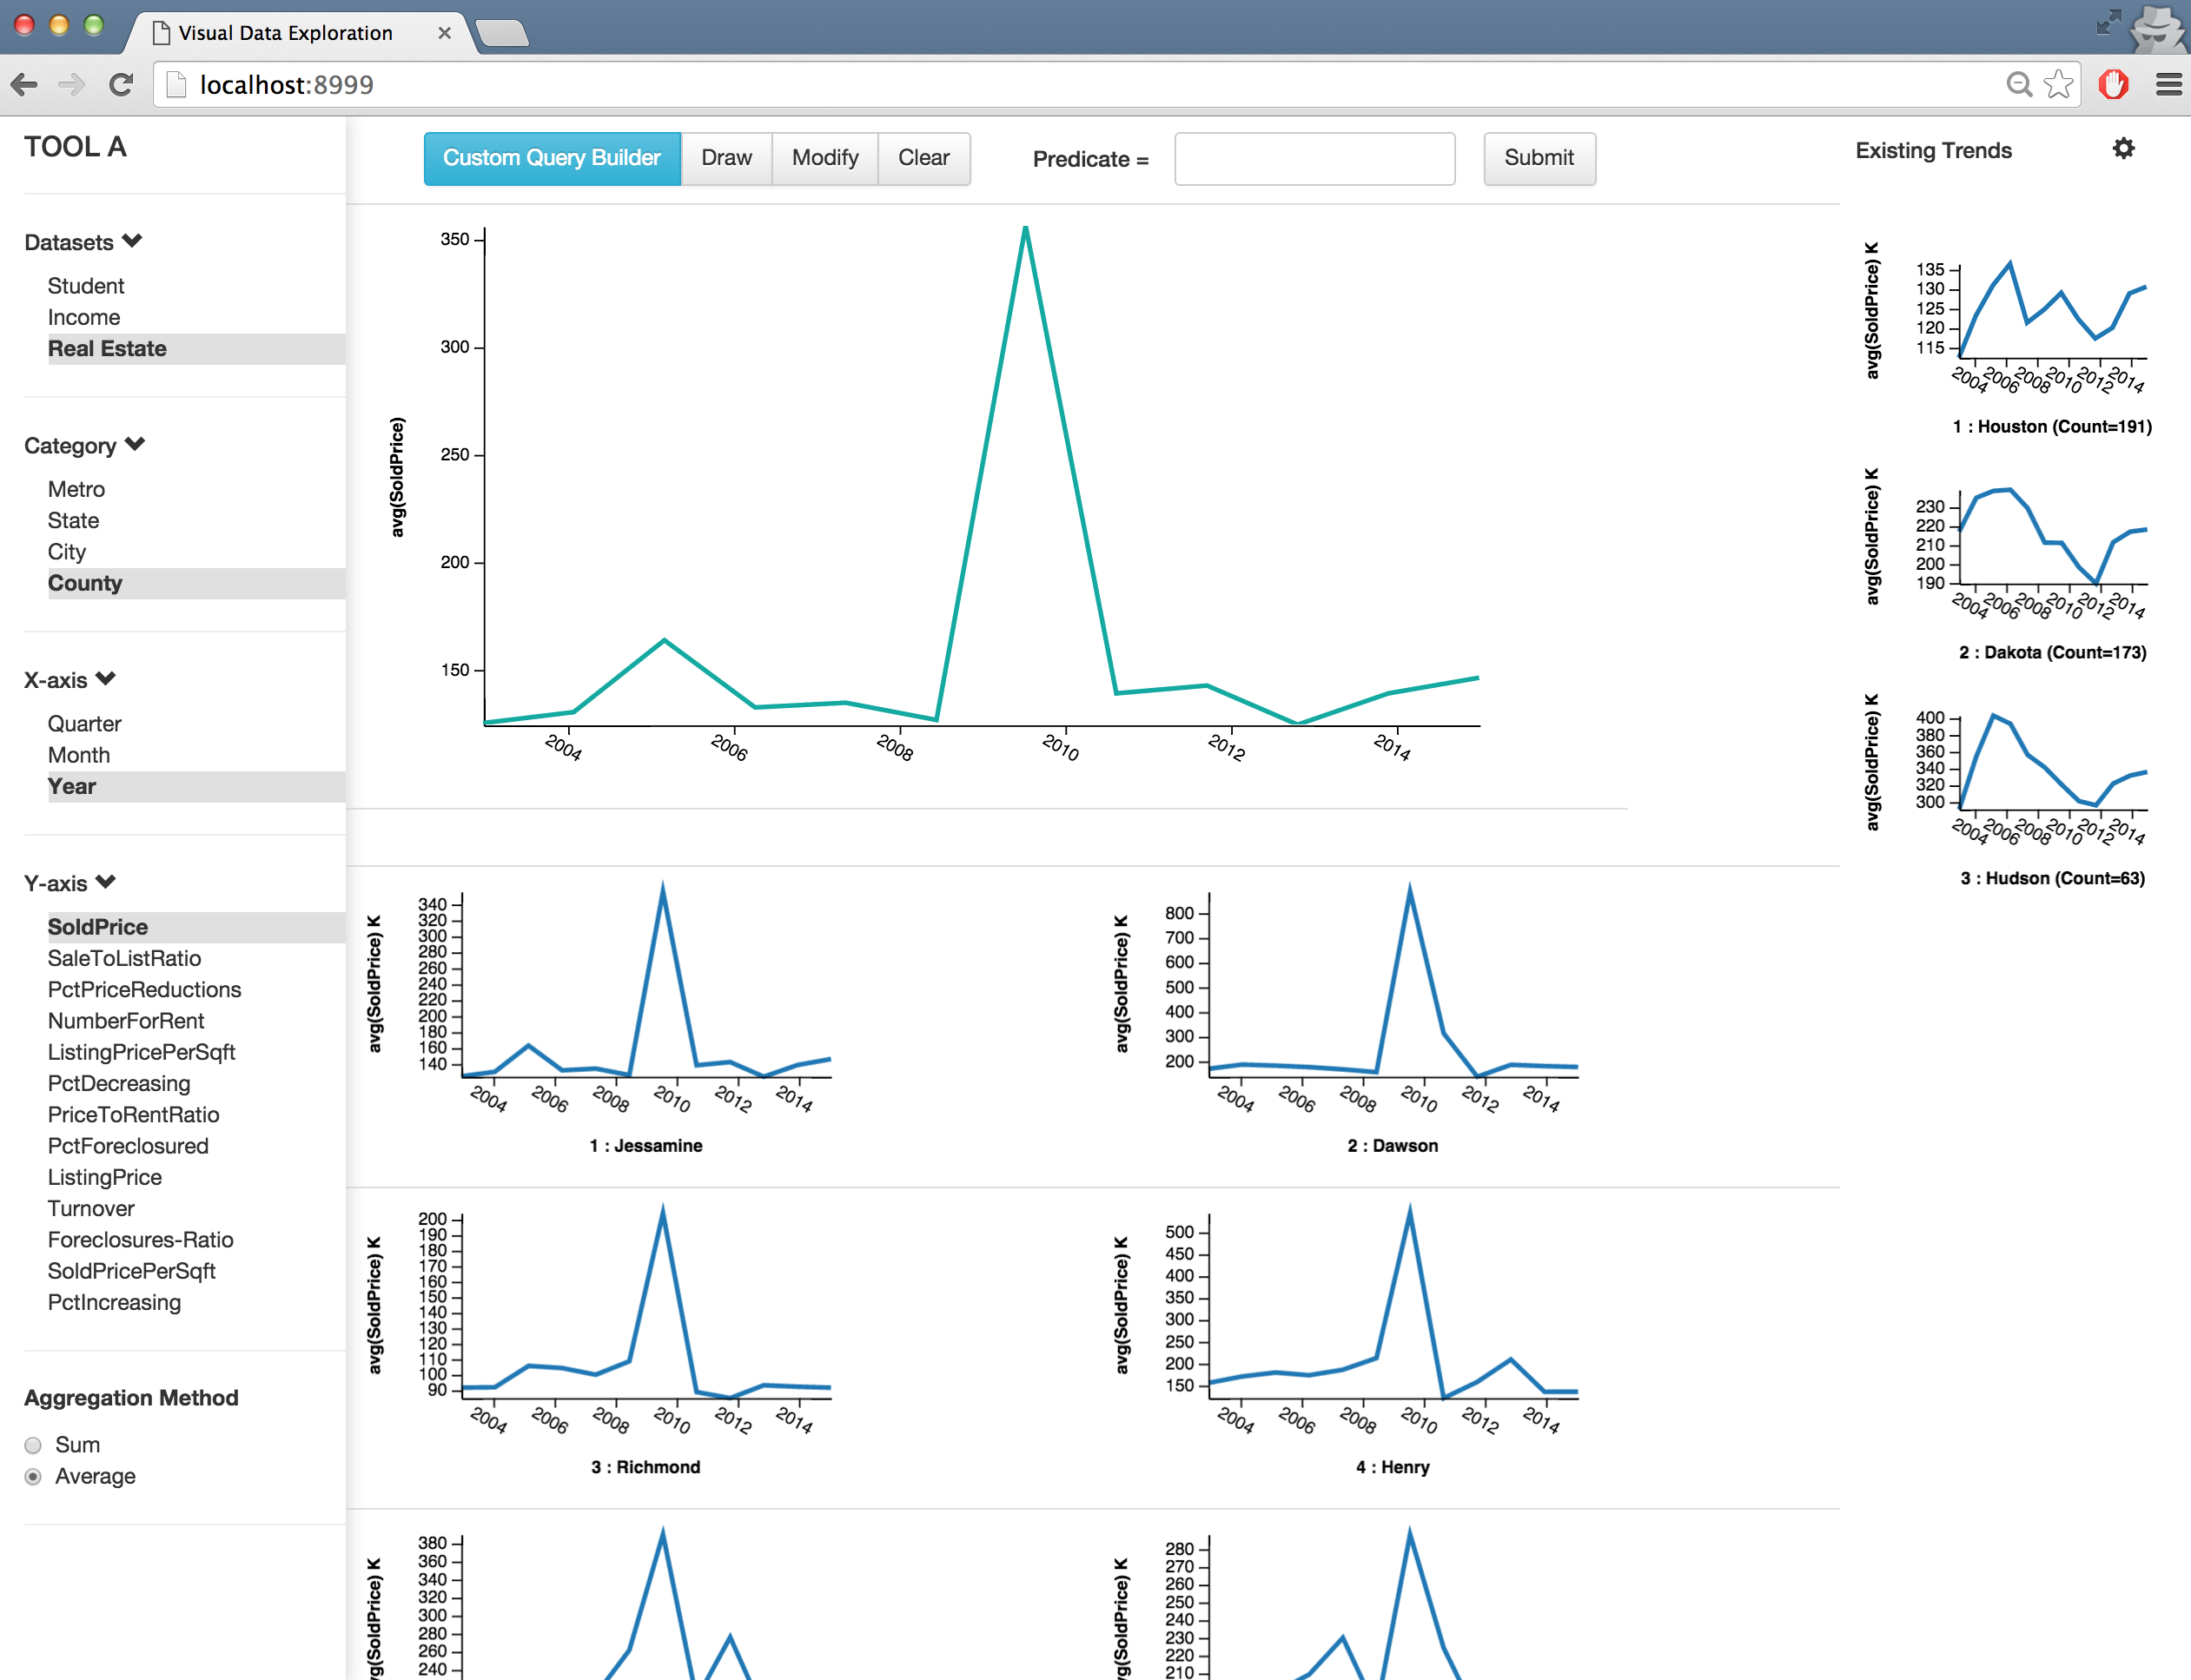 Visual Data Exploration
localhost:8999
TOOL A
Datasets
Student
Income
Real Estate
Category
Metro
State
City
County
X-axis
Quarter
Month
Year
Y-axis
SoldPrice
SaleToListRatio
PctPriceReductions
NumberForRent
ListingPricePerSqft
PctDecreasing
PriceToRentRatio
PctForeclosured
ListingPrice
Turnover
Foreclosures-Ratio
SoldPricePerSqft
PctIncreasing
Aggregation Method
Sum
Average
Custom Query Builder Draw Modify Clear Predicate = Submit
avg(SoldPrice)
350
300
250
200
150
2004 2006 2008 2010 2012 2014
avg(SoldPrice) K
340
320
300
280
260
240
220
200
180
160
140
2004 2006 2008 2010 2012 2014
1 : Jessamine
avg(SoldPrice) K
800
700
600
500
400
300
200
2004 2006 2008 2010 2012 2014
2 : Dawson
avg(SoldPrice) K
200
190
180
170
160
150
140
130
120
110
100
90
2004 2006 2008 2010 2012 2014
3 : Richmond
avg(SoldPrice) K
500
450
400
350
300
250
200
150
2004 2006 2008 2010 2012 2014
4 : Henry
vg(SoldPrice) K
380
360
340
320
300
280
260
240
vg(SoldPrice) K
280
270
260
250
240
230
220
210
Existing Trends
avg(SoldPrice) K
135
130
125
120
115
2004 2006 2008 2010 2012 2014
1 : Houston (Count=191)
avg(SoldPrice) K
230
220
210
200
190
2004 2006 2008 2010 2012 2014
2 : Dakota (Count=173)
avg(SoldPrice) K
400
380
360
340
320
300
2004 2006 2008 2010 2012 2014
3 : Hudson (Count=63)